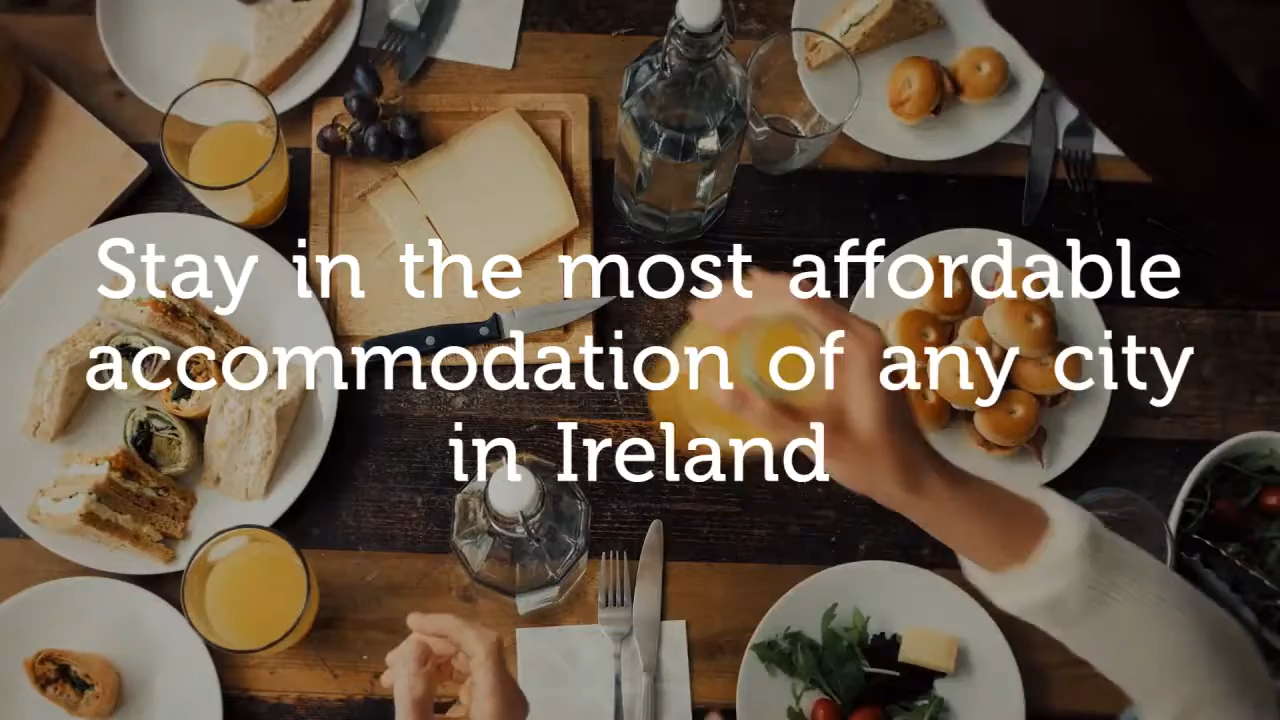 Stay in the most affordable
accommodation of any city
in Ireland